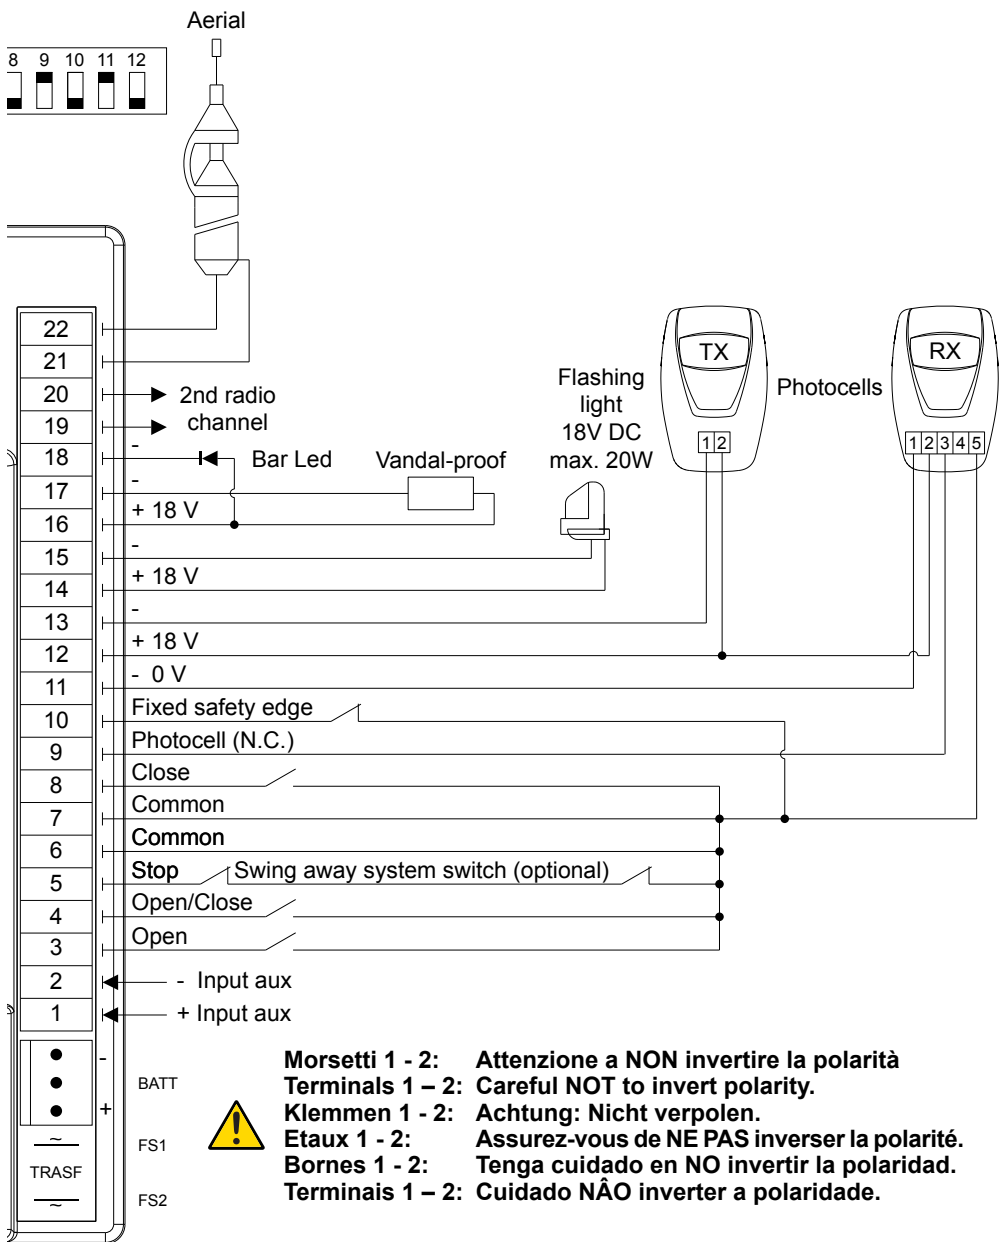 Aerial
8 9 10 11 12
22
21
20 2nd radio
19 channel
-
18 Bar Led Vandal-proof
-
17
+ 18 V
16
-
15
+ 18 V
14
-
13
+ 18 V
12
- 0 V
11
Flashing
light
18V DC
max. 20W
TX
1 2
Photocells
RX
1 2 3 4 5
10 Fixed safety edge
9 Photocell (N.C.)
8 Close
7 Common
6 Common
5 Stop Swing away system switch (optional)
4 Open/Close
3 Open
2 - Input aux
1 + Input aux
-
BATT
+
~
FS1
TRASF
~
FS2
Morsetti 1 - 2: Attenzione a NON invertire la polarità
Terminals 1 – 2: Careful NOT to invert polarity.
Klemmen 1 - 2: Achtung: Nicht verpolen.
Etaux 1 - 2: Assurez-vous de NE PAS inverser la polarité.
Bornes 1 - 2: Tenga cuidado en NO invertir la polaridad.
Terminais 1 – 2: Cuidado NÂO inverter a polaridade.